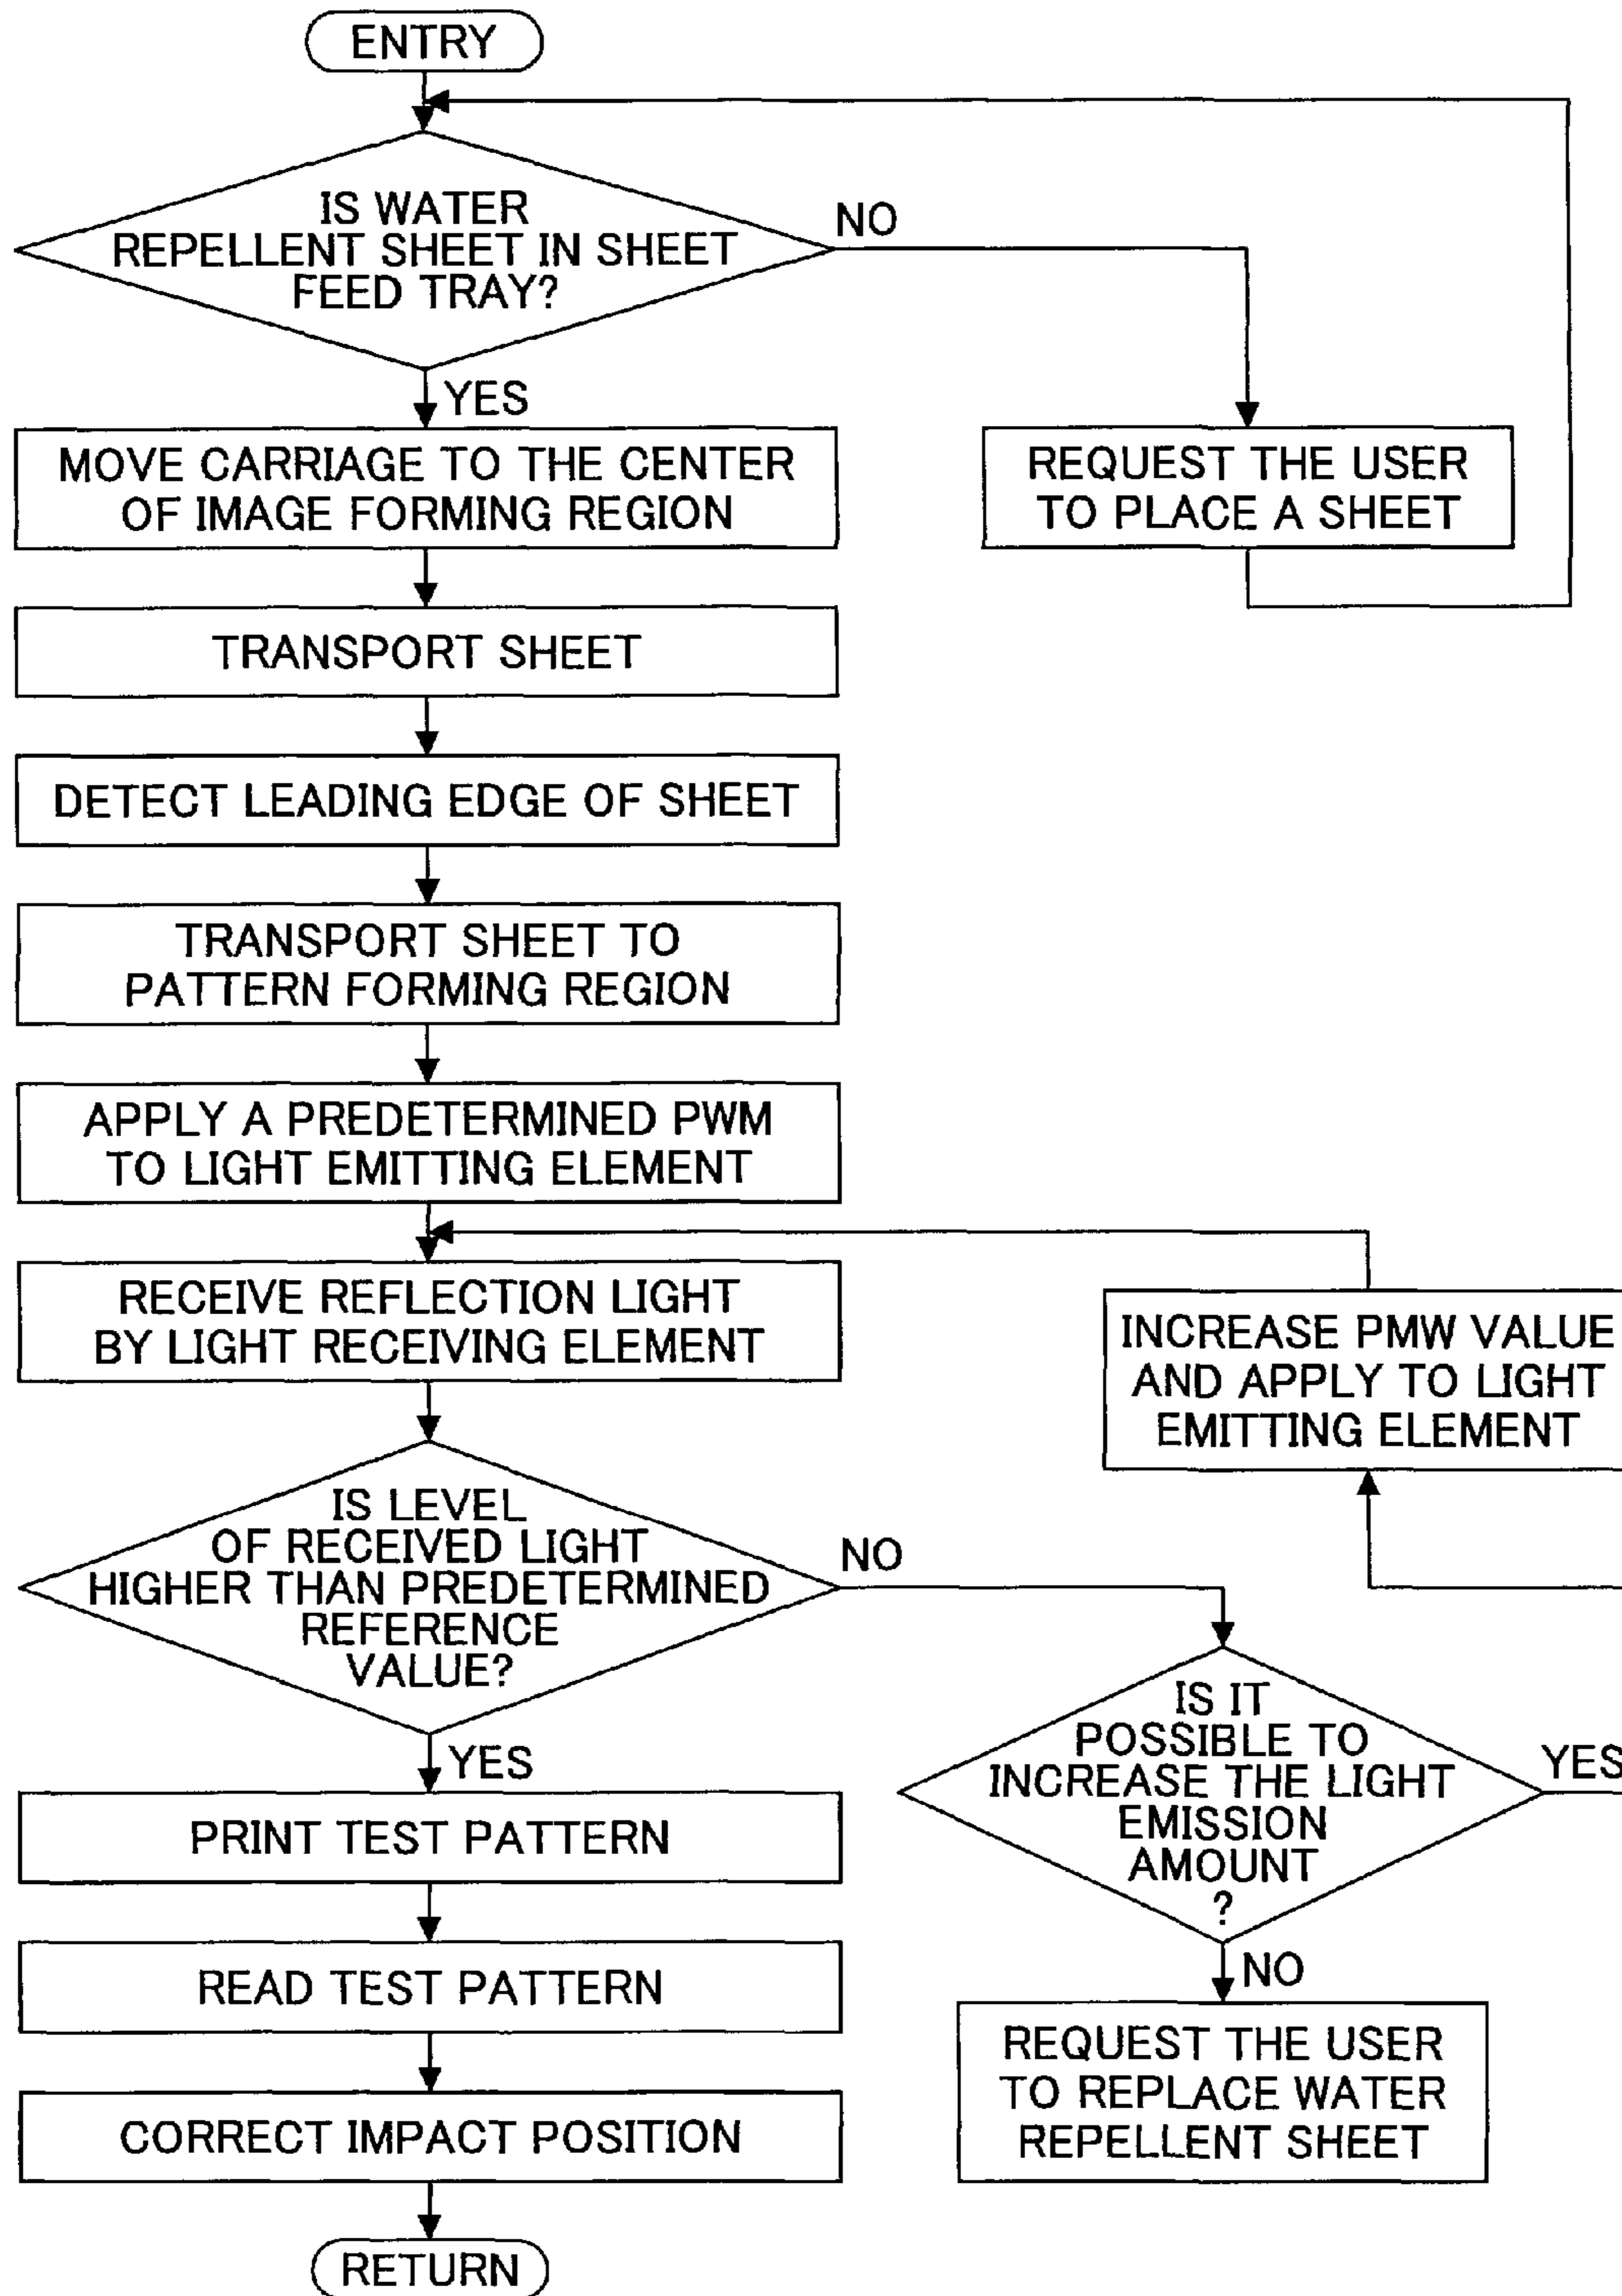 ENTRY
IS WATER
REPELLENT SHEET IN SHEET
FEED TRAY?
NO
YES
MOVE CARRIAGE TO THE CENTER
OF IMAGE FORMING REGION
REQUEST THE USER
TO PLACE A SHEET
TRANSPORT SHEET
DETECT LEADING EDGE OF SHEET
TRANSPORT SHEET TO
PATTERN FORMING REGION
APPLY A PREDETERMINED PWM
TO LIGHT EMITTING ELEMENT
RECEIVE REFLECTION LIGHT
BY LIGHT RECEIVING ELEMENT
INCREASE PMW VALUE
AND APPLY TO LIGHT
EMITTING ELEMENT
IS LEVEL
OF RECEIVED LIGHT
HIGHER THAN PREDETERMINED
REFERENCE
VALUE?
NO
YES
IS IT
POSSIBLE TO
INCREASE THE LIGHT
EMISSION
AMOUNT
?
YES
NO
PRINT TEST PATTERN
READ TEST PATTERN
CORRECT IMPACT POSITION
REQUEST THE USER
TO REPLACE WATER
REPELLENT SHEET
RETURN